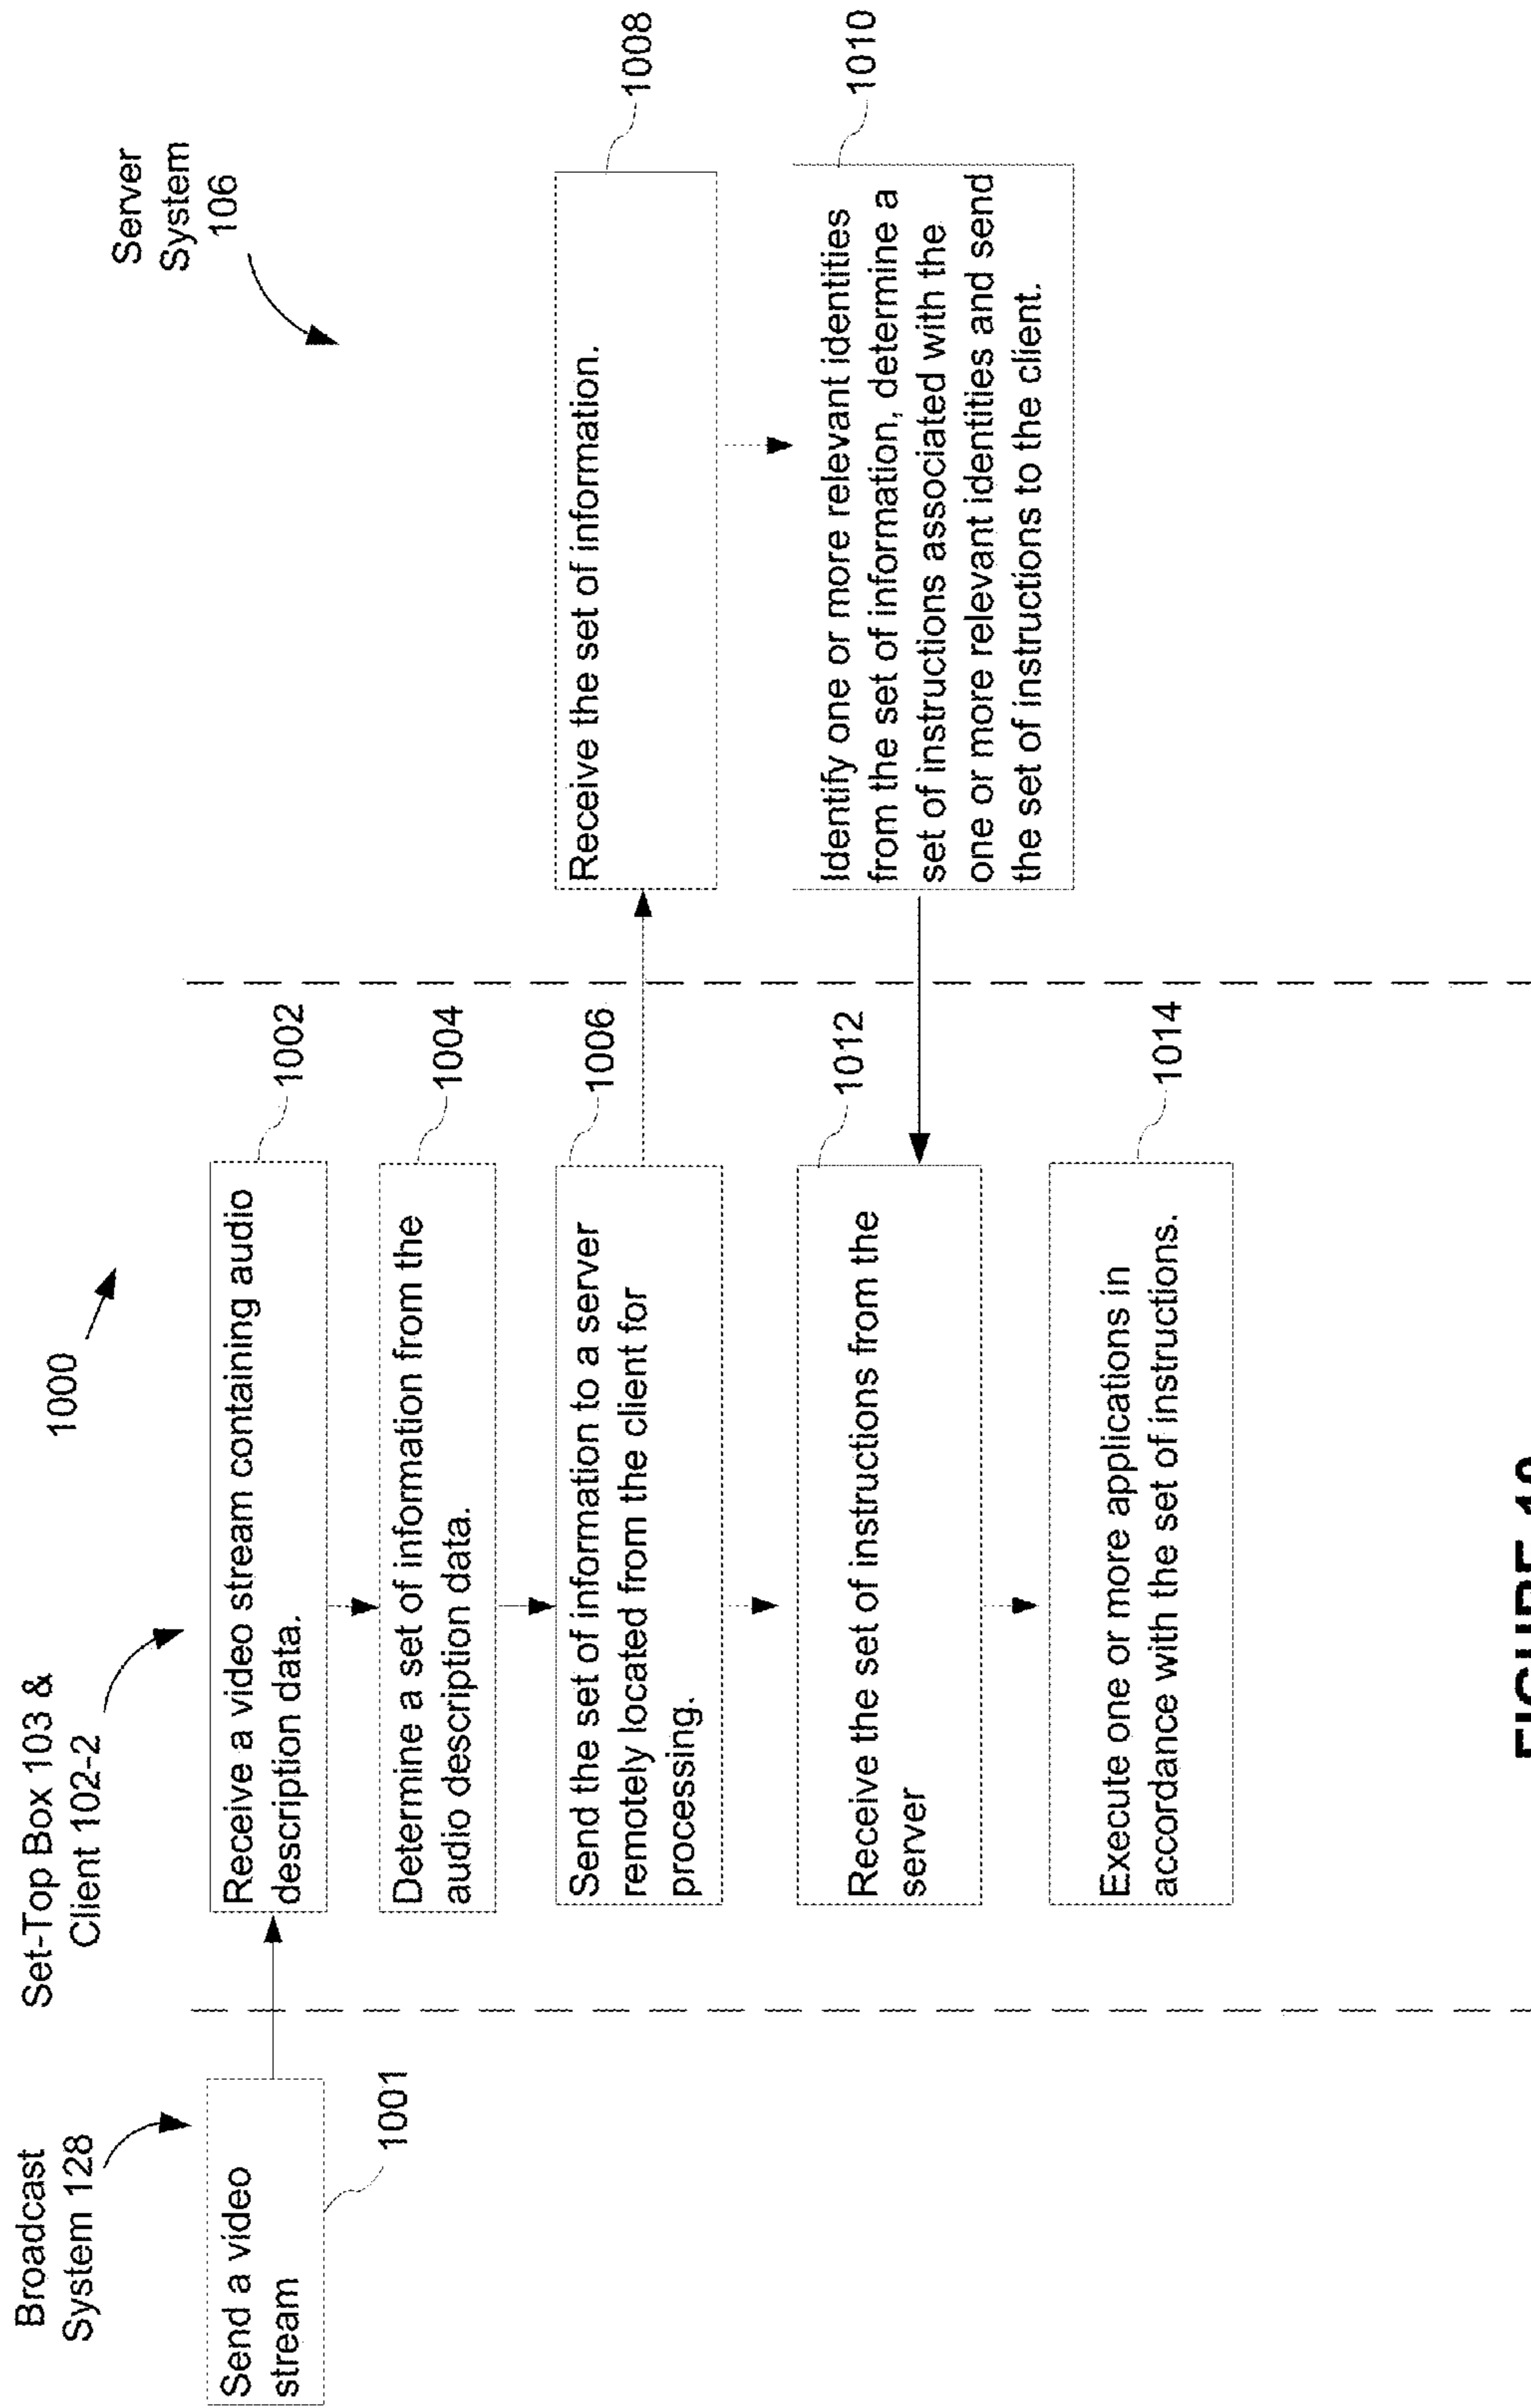 1000
Broadcast
System 128
Set-Top Box 103 &
Client 102-2
Server
System
106
Send a video
stream
1001
Receive a video stream containing audio
description data.
1002
Determine a set of information from the
audio description data.
1004
Send the set of information to a server
remotely located from the client for
processing.
1006
Receive the set of information.
1008
Identify one or more relevant identities
from the set of information, determine a
set of instructions associated with the
one or more relevant identities and send
the set of instructions to the client.
1010
Receive the set of instructions from the
server
1012
Execute one or more applications in
accordance with the set of instructions.
1014
FIGURE